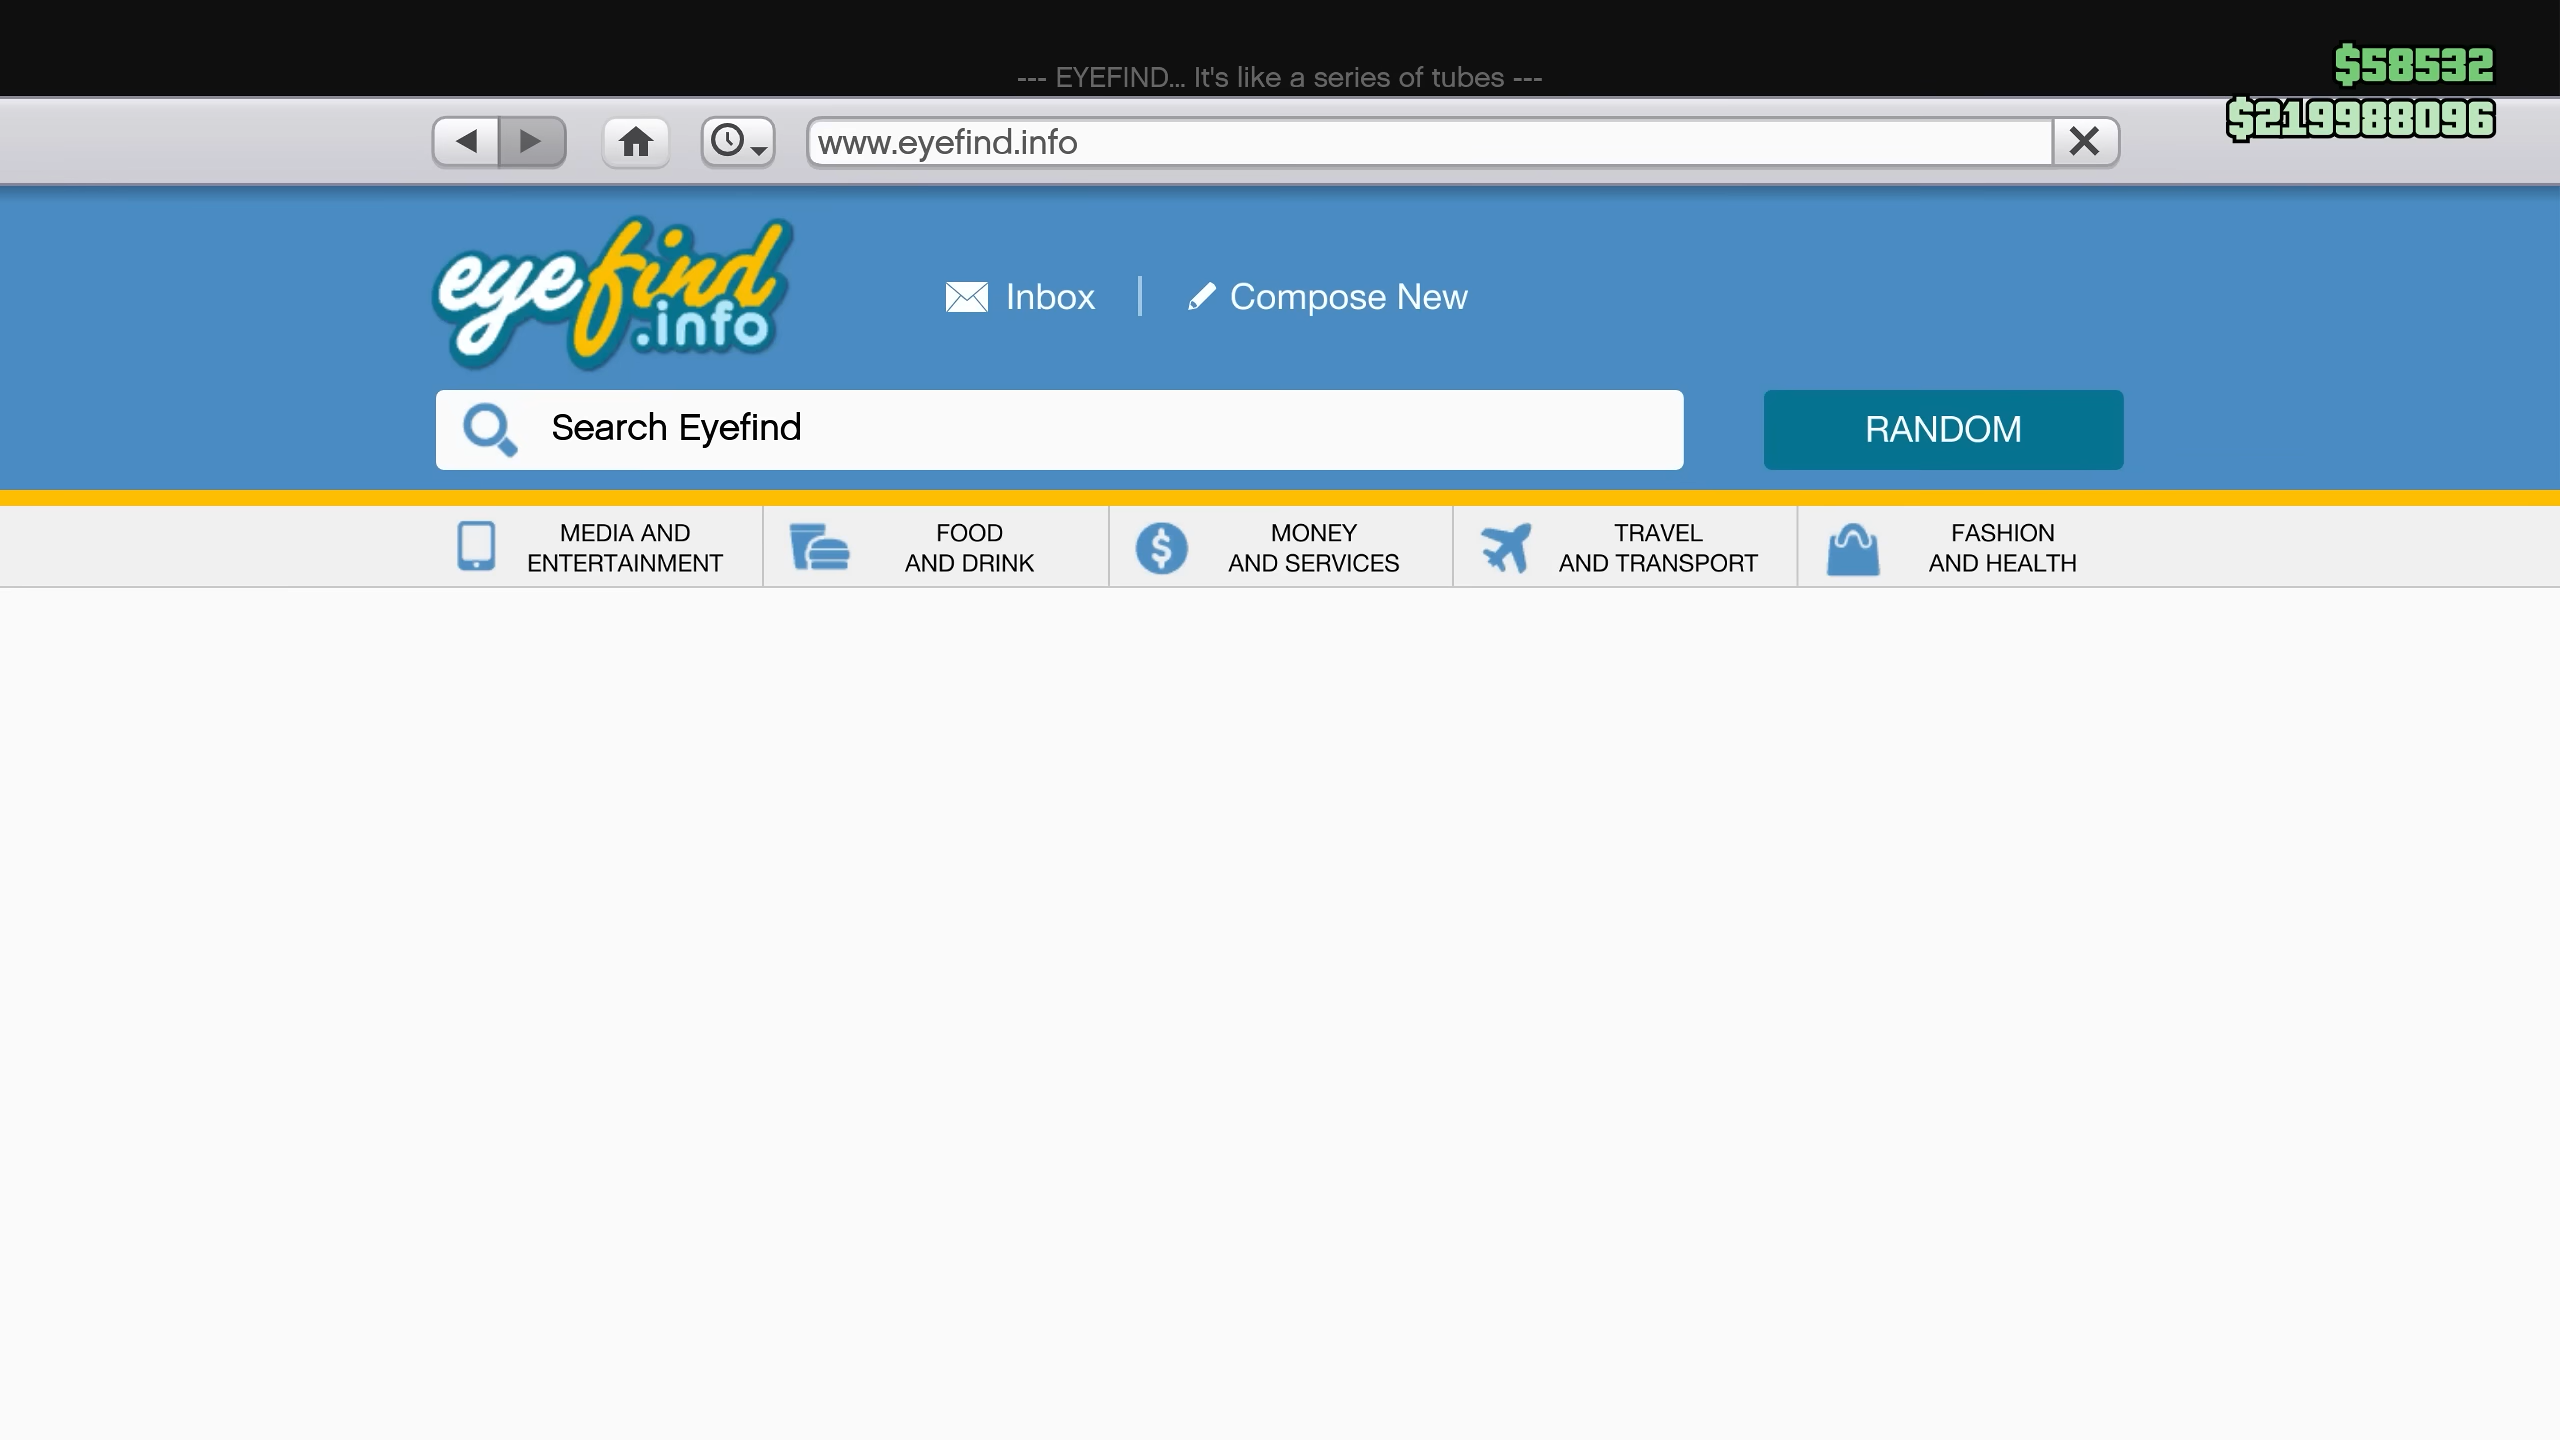 --- EYEFIND... It's like a series of tubes ---
$58532
$219988096
www.eyefind.info
eyefind
.info
Inbox
Compose New
Search Eyefind
RANDOM
MEDIA AND
ENTERTAINMENT
FOOD
AND DRINK
MONEY
AND SERVICES
TRAVEL
AND TRANSPORT
FASHION
AND HEALTH